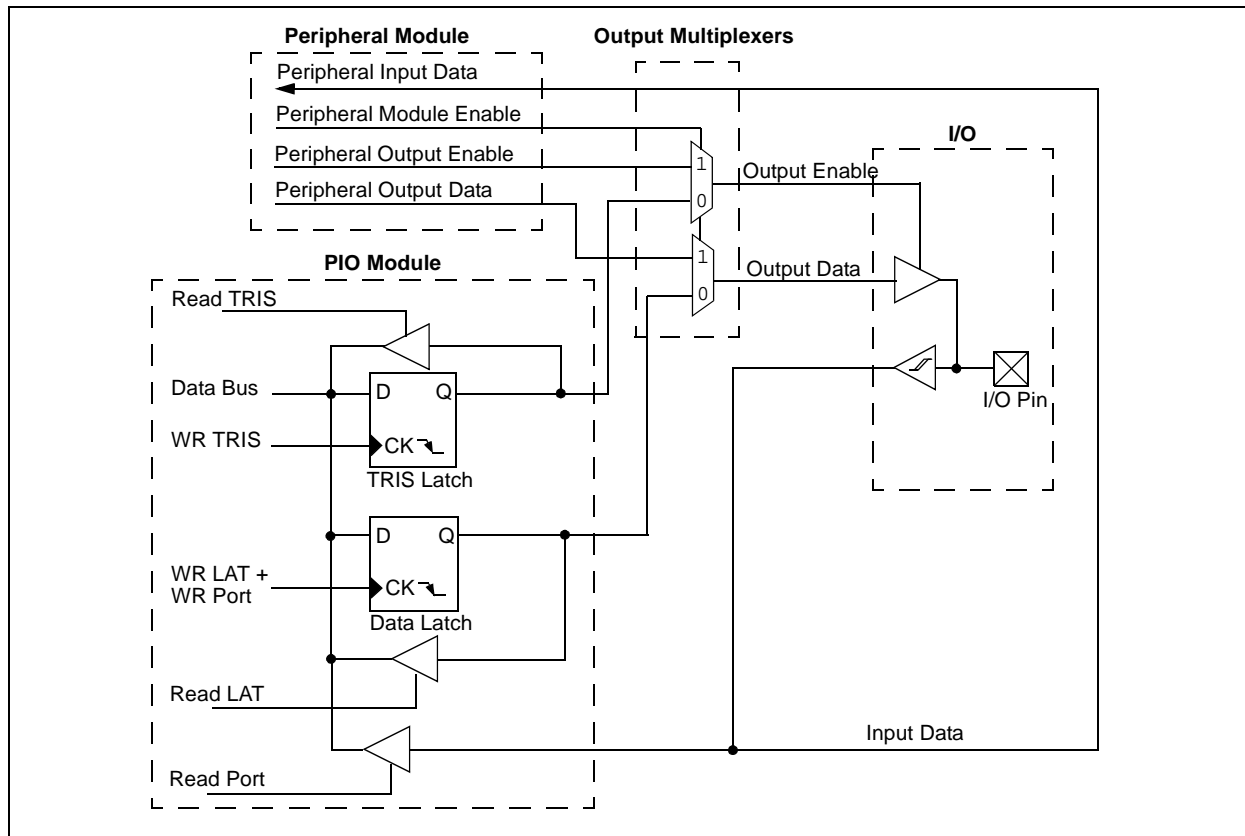 Peripheral Module
Output Multiplexers
Peripheral Input Data
Peripheral Module Enable
Peripheral Output Enable
Peripheral Output Data
1
0
1
0
Output Enable
Output Data
I/O
I/O Pin
PIO Module
Read TRIS
Data Bus
D
Q
WR TRIS
CK
TRIS Latch
D
Q
WR LAT +
WR Port
CK
Data Latch
Read LAT
Input Data
Read Port